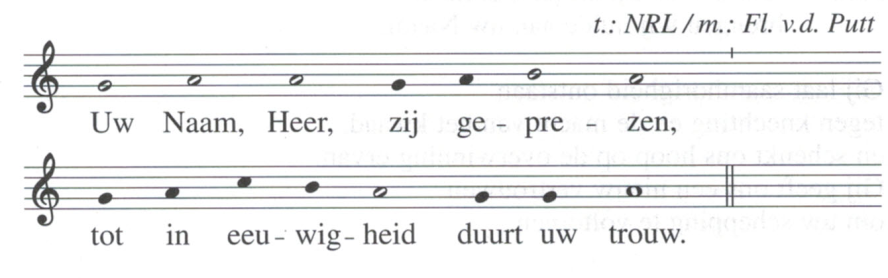 t.: NRL / m.: Fl. v.d. Putt
Uw Naam, Heer, zij ge pre zen,
tot in eeu - wig - heid duurt uw trouw.